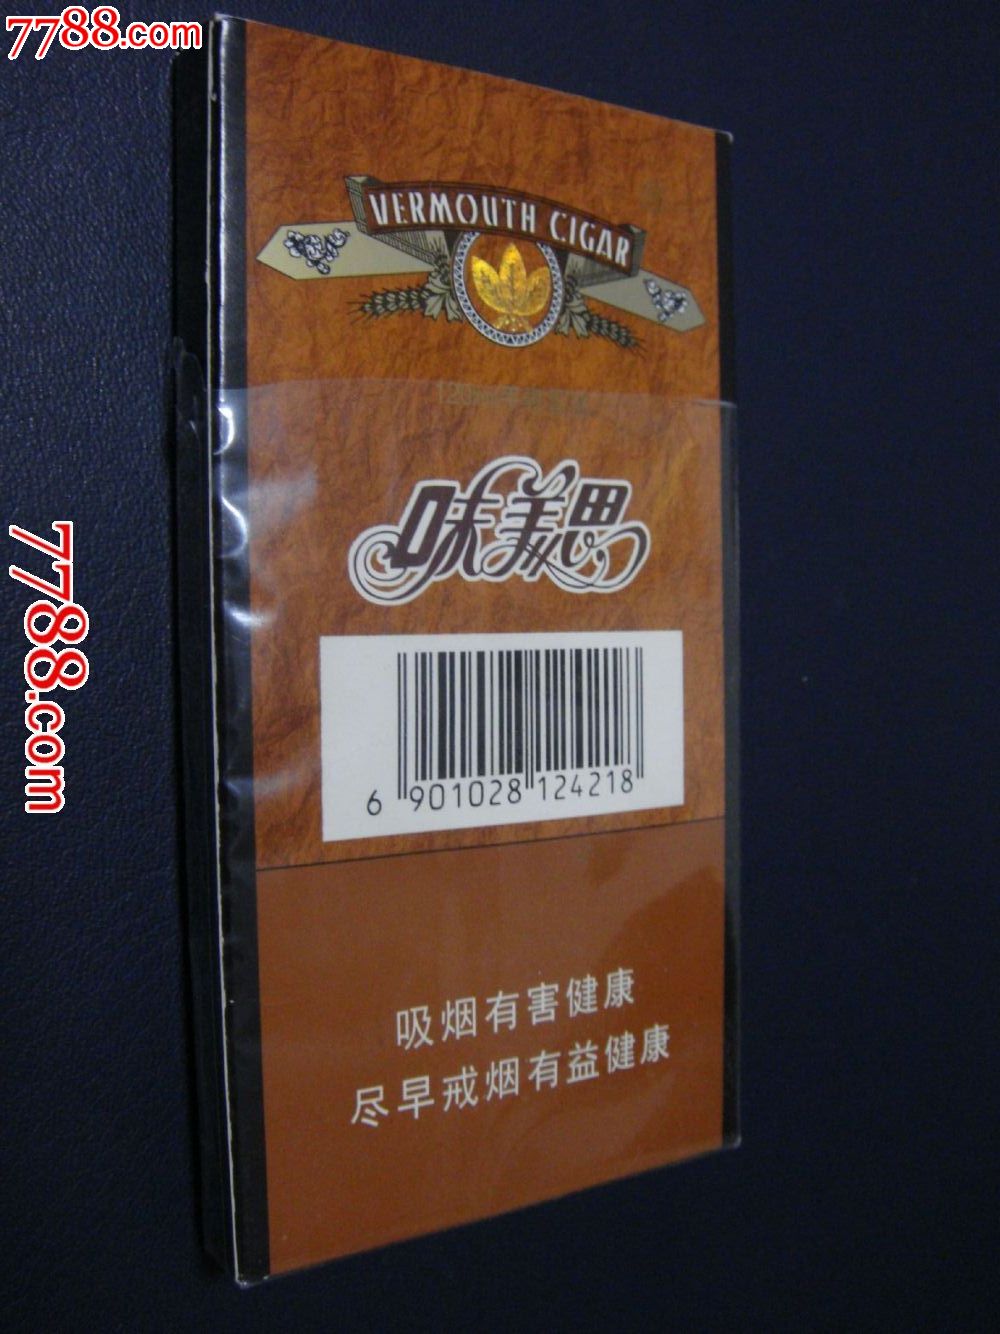 7788.com
VERMOUTH CIGAR
味美思
6 901028 124218
吸烟有害健康
尽早戒烟有益健康
7788.com